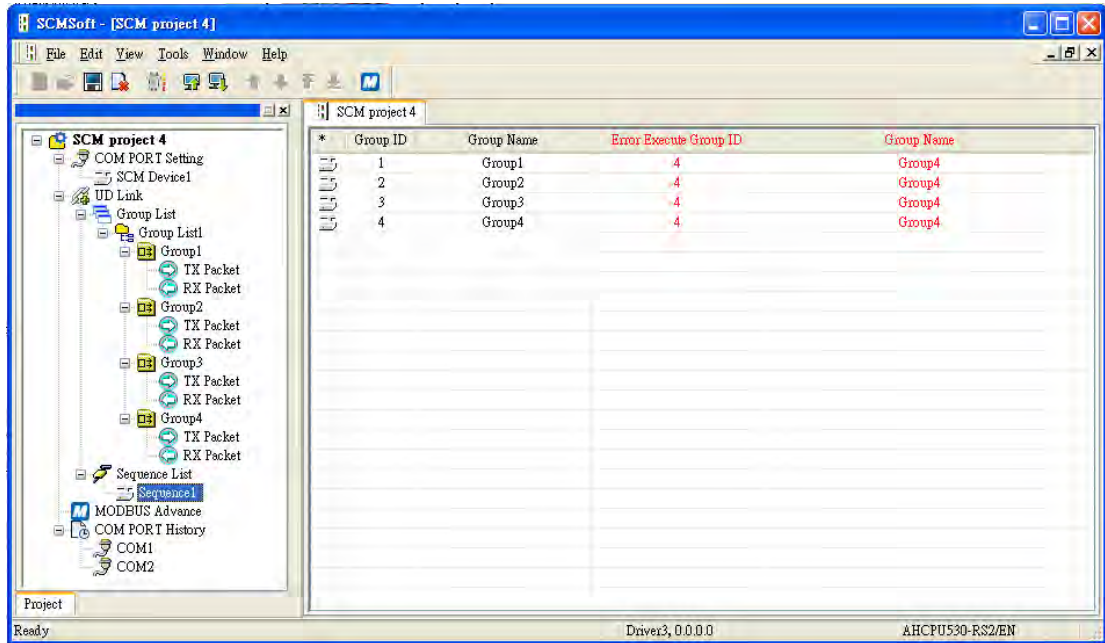 SCMSoft - [SCM project 4]
File Edit View Tools Window Help
SCM project 4
SCM project 4
COM PORT Setting
SCM Device1
UD Link
Group List
Group List1
Group1
TX Packet
RX Packet
Group2
TX Packet
RX Packet
Group3
TX Packet
RX Packet
Group4
TX Packet
RX Packet
Sequence List
Sequence1
MODBUS Advance
COM PORT History
COM1
COM2
Project
* Group ID Group Name Error Execute Group ID Group Name
1 Group1 4 Group4
2 Group2 4 Group4
3 Group3 4 Group4
4 Group4 4 Group4
Ready Driver3, 0.0.0.0 AHCPU530-RS2/EN